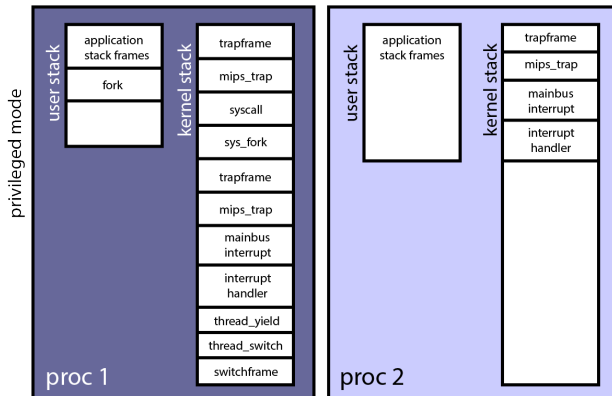 privileged mode
user stack
application
stack frames
fork
kernel stack
trapframe
mips_trap
syscall
sys_fork
trapframe
mips_trap
mainbus
interrupt
interrupt
handler
thread_yield
thread_switch
switchframe
proc 1
user stack
application
stack frames
kernel stack
trapframe
mips_trap
mainbus
interrupt
interrupt
handler
proc 2